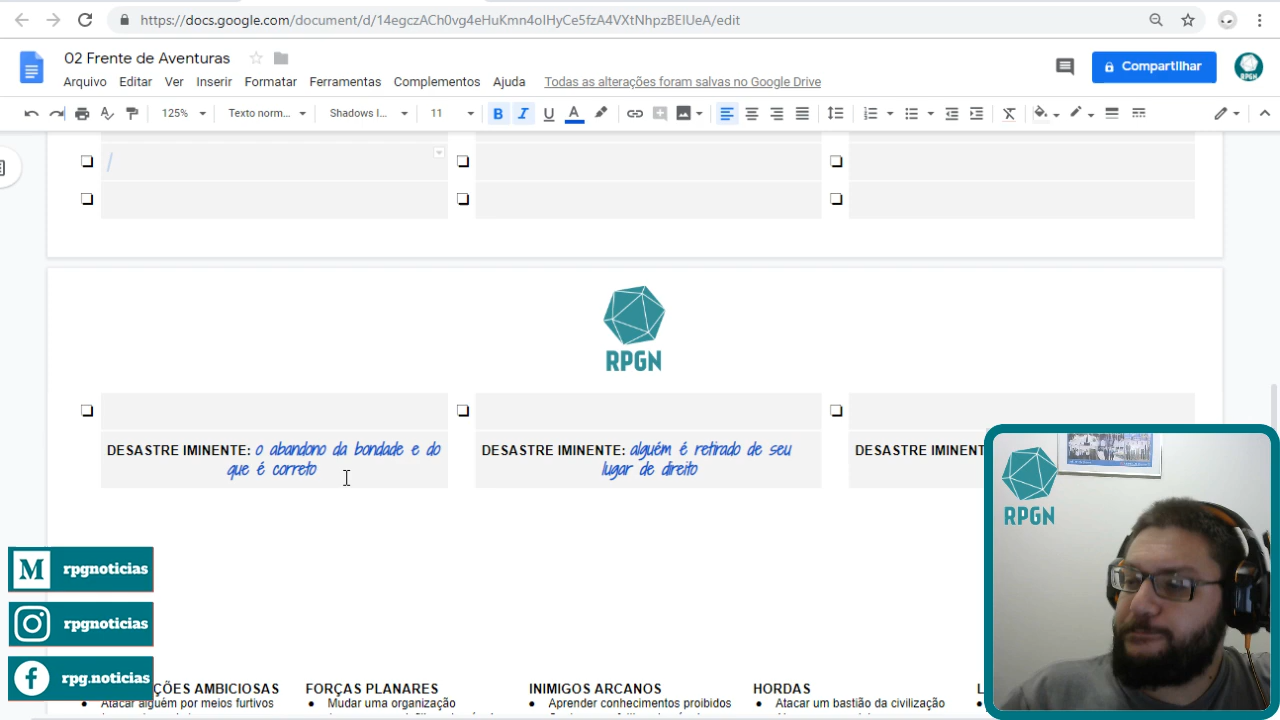 https://docs.google.com/document/d/14egczACh0vg4eHuKmn4oIHyCe5fzA4VXtNhpzBEIUeA/edit
02 Frente de Aventuras
Arquivo Editar Ver Inserir Formatar Ferramentas Complementos Ajuda Todas as alterações foram salvas no Google Drive
Compartilhar
RPGN
125% Texto norm... Shadows I... 11 B I U A
RPGN
DESASTRE IMINENTE: o abandono da bondade e do
que é correto
DESASTRE IMINENTE: alguém é retirado de seu
lugar de direito
DESASTRE IMINENT
RPGN
M rpgnoticias
rpgnoticias
f rpg.noticias
ÇÕES AMBICIOSAS FORÇAS PLANARES INIMIGOS ARCANOS HORDAS
Atacar alguém por meios furtivos Mudar uma organização Aprender conhecimentos proibidos Atacar um bastião da civilização